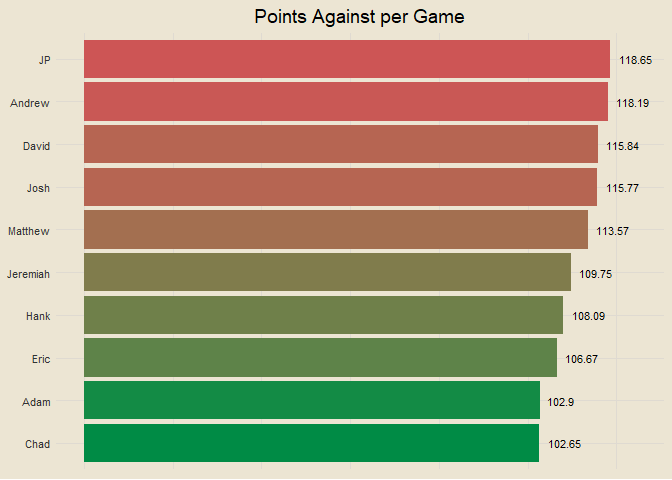 Points Against per Game
JP 118.65
Andrew 118.19
David 115.84
Josh 115.77
Matthew 113.57
Jeremiah 109.75
Hank 108.09
Eric 106.67
Adam 102.9
Chad 102.65